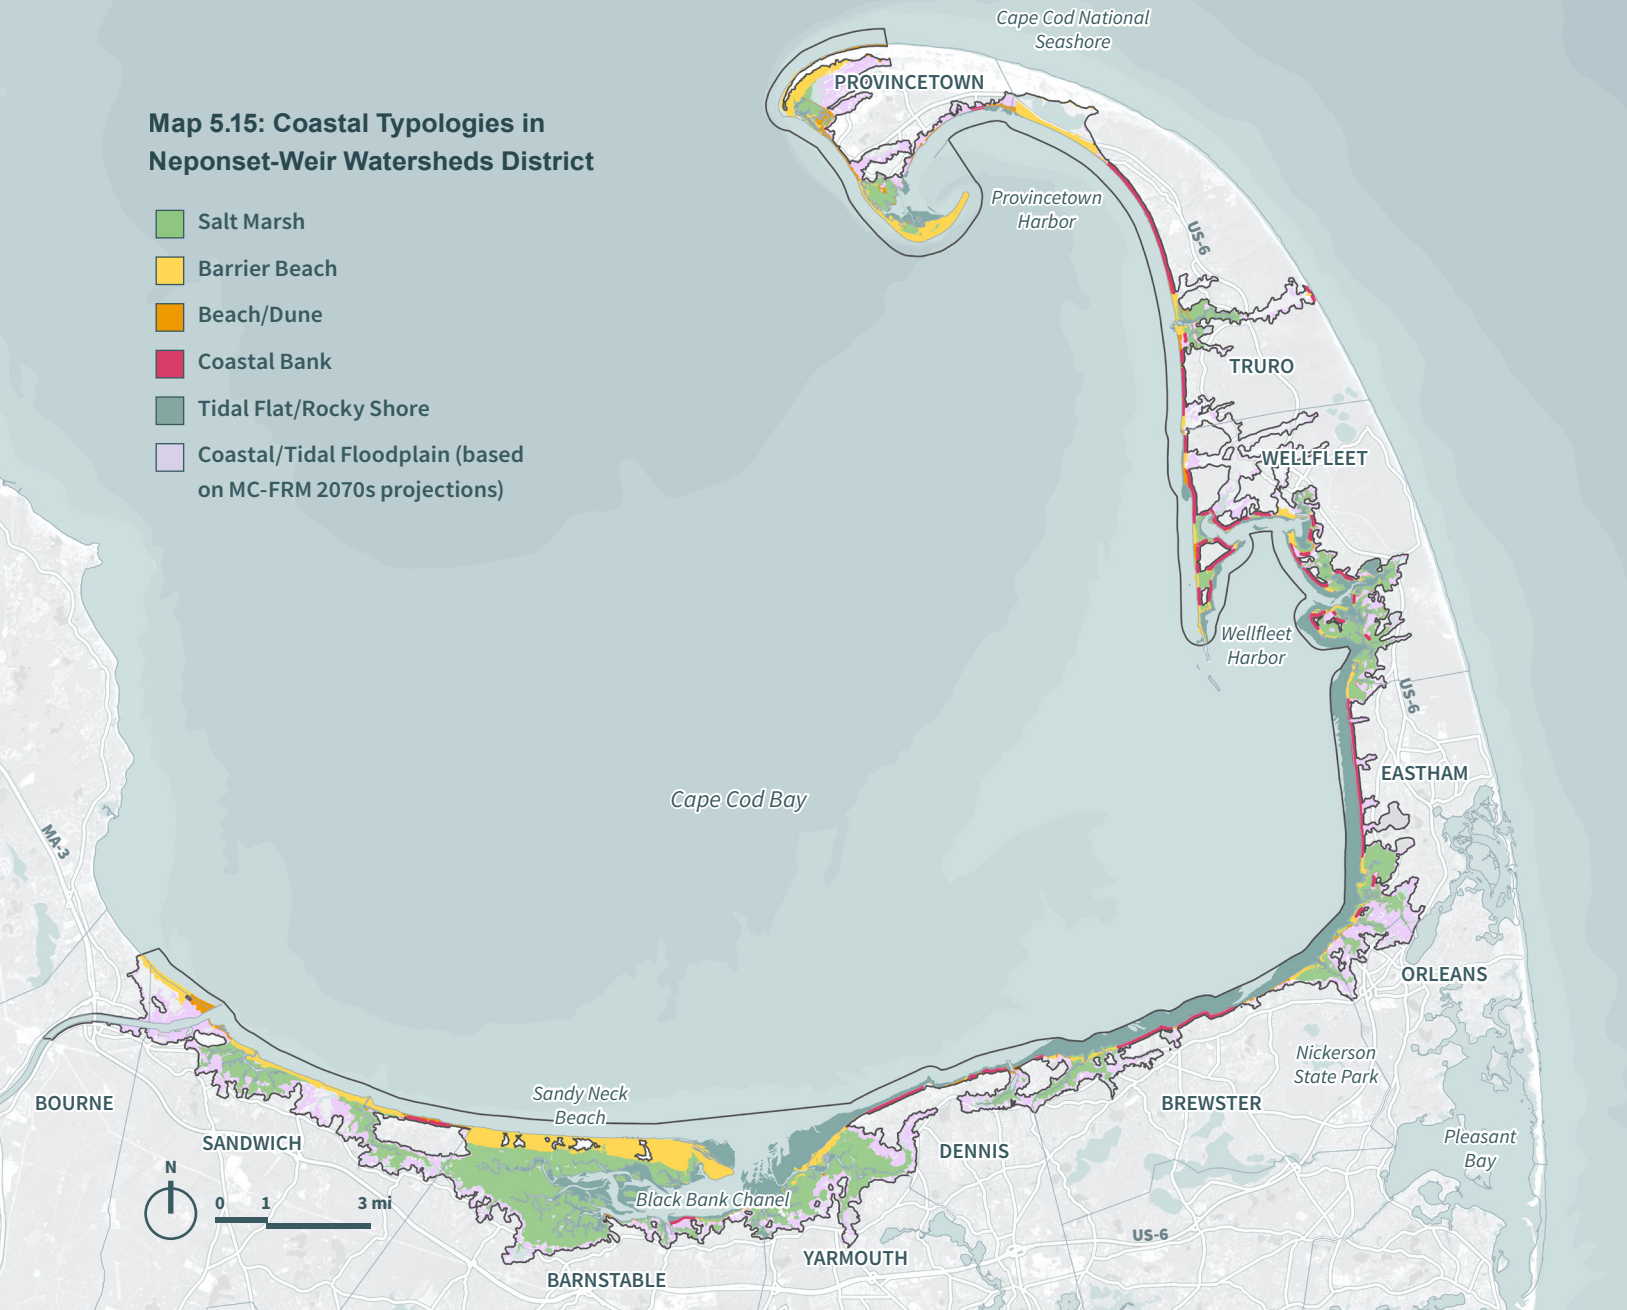 Cape Cod National
Seashore
PROVINCETOWN
Map 5.15: Coastal Typologies in
Neponset-Weir Watersheds District
Salt Marsh
Barrier Beach
Beach/Dune
Coastal Bank
Tidal Flat/Rocky Shore
Coastal/Tidal Floodplain (based
on MC-FRM 2070s projections)
Provincetown
Harbor
US-6
TRURO
WELLFLEET
Wellfleet
Harbor
US-6
EASTHAM
Cape Cod Bay
MA-3
ORLEANS
Nickerson
State Park
BOURNE
Sandy Neck
Beach
BREWSTER
SANDWICH
DENNIS
Pleasant
Bay
N
0 1 3 mi
Black Bank Chanel
US-6
YARMOUTH
BARNSTABLE